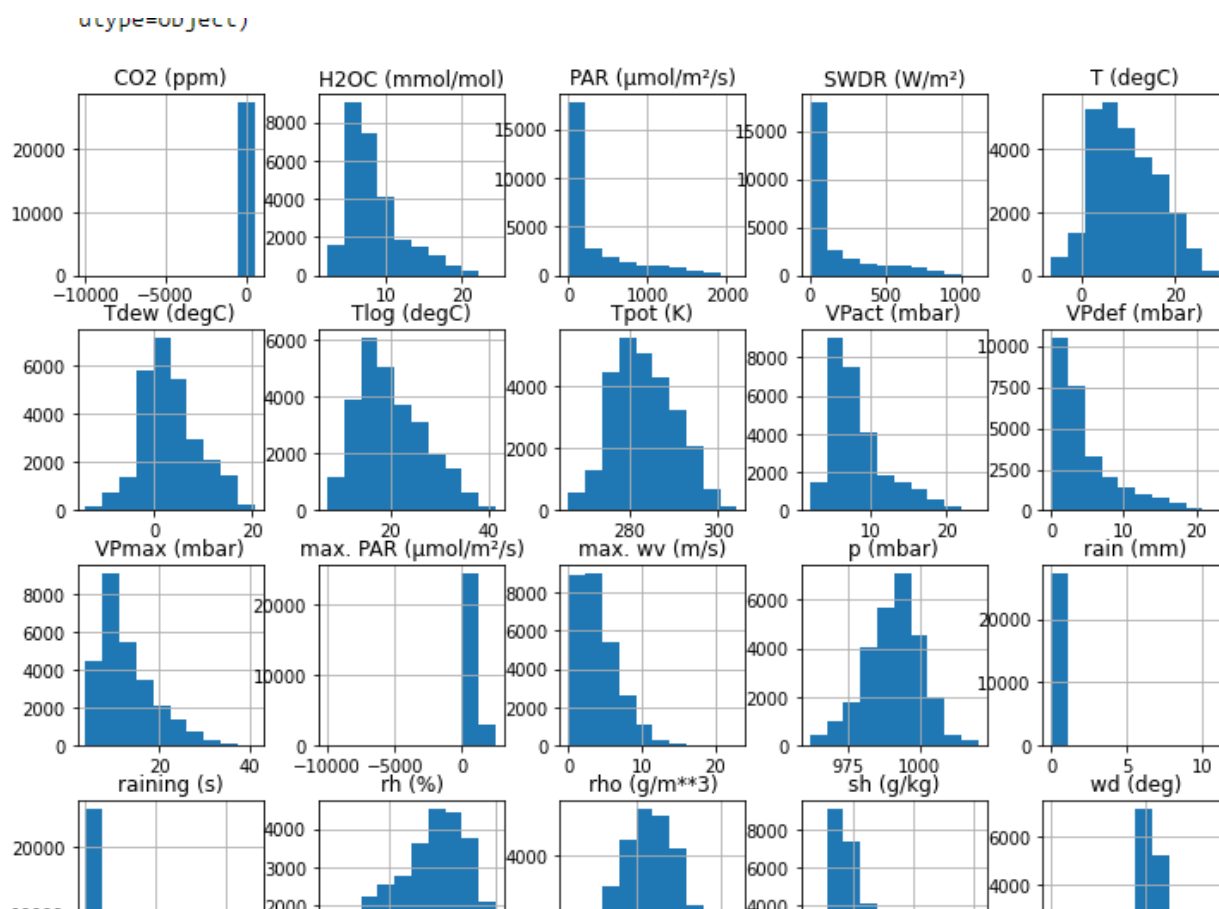 dtype=object)
CO2 (ppm) H2OC (mmol/mol) PAR (μmol/m²/s) SWDR (W/m²) T (degC)
20000 10000 0
8000 6000 4000 2000 0
15000 10000 5000 0
15000 10000 5000 0
4000 2000 0
−10000 −5000 0 10 20 0 1000 2000 0 500 1000 0 20
Tdew (degC) Tlog (degC) Tpot (K) VPact (mbar) VPdef (mbar)
6000 4000 2000 0
6000 4000 2000 0
4000 2000 0
8000 6000 4000 2000 0
10000 7500 5000 2500 0
0 20 20 40 280 300 10 20 0 10 20
VPmax (mbar) max. PAR (μmol/m²/s) max. wv (m/s) p (mbar) rain (mm)
8000 6000 4000 2000 0
20000 10000 0
8000 6000 4000 2000 0
6000 4000 2000 0
20000 10000 0
20 40 −10000 −5000 0 0 10 20 975 1000 0 5 10
raining (s) rh (%) rho (g/m**3) sh (g/kg) wd (deg)
20000
4000 3000 2000
4000
8000 6000 4000
6000 4000